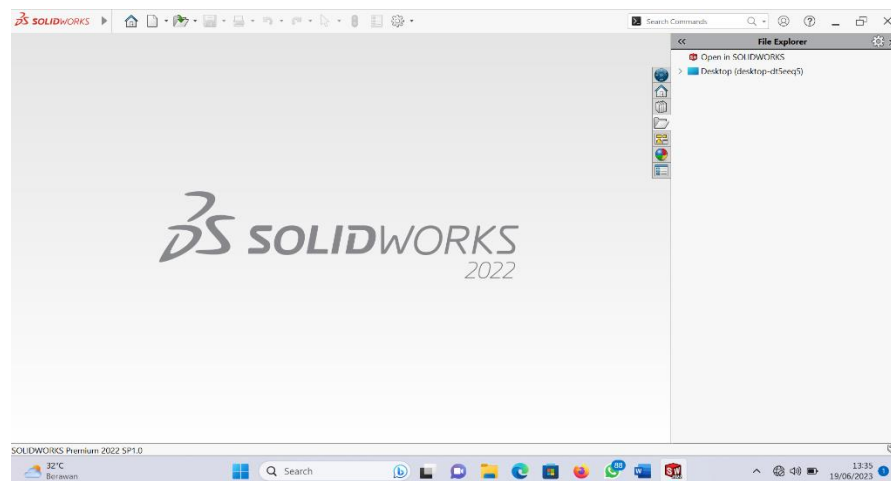 SOLIDWORKS
Search Commands
File Explorer
Open in SOLIDWORKS
Desktop (desktop-dt5eeq5)
SOLIDWORKS
2022
SOLIDWORKS Premium 2022 SP1.0
32°C
Berawan
Search
88
13:35
19/06/2023